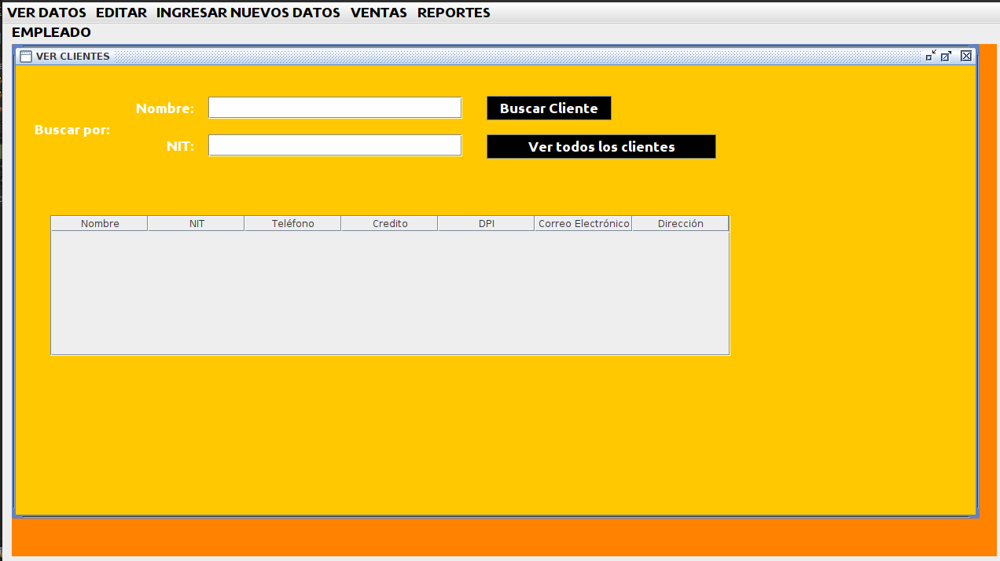 VER DATOS EDITAR INGRESAR NUEVOS DATOS VENTAS REPORTES
EMPLEADO
VER CLIENTES
Nombre:
Buscar Cliente
Buscar por:
NIT:
Ver todos los clientes
Nombre NIT Teléfono Credito DPI Correo Electrónico Dirección